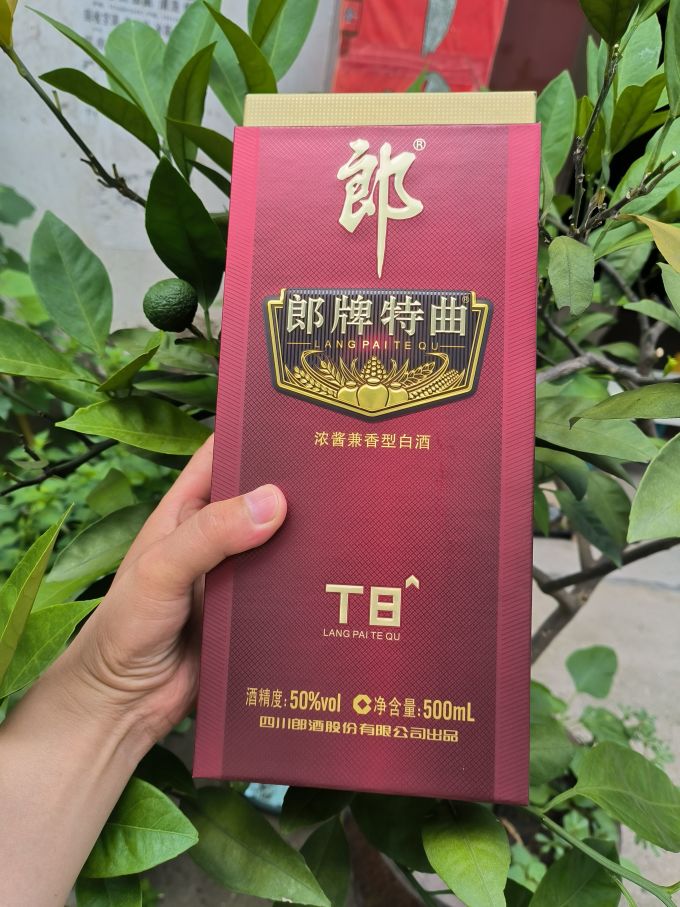 郎®
郎牌特曲®
LANG PAI TE QU
浓酱兼香型白酒
T8
LANG PAI TE QU
酒精度:50%vol 净含量:500mL
四川郎酒股份有限公司出品